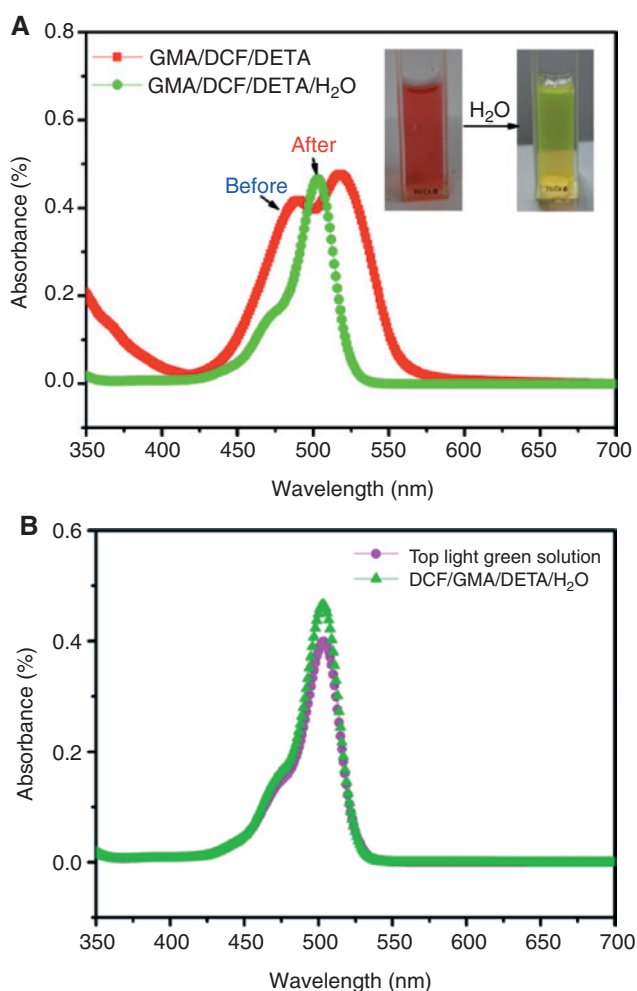 A
0.8
0.6
0.4
0.2
0.0
Absorbance (%)
GMA/DCF/DETA
GMA/DCF/DETA/H₂O
Before
After
H₂O
350 400 450 500 550 600 650 700
Wavelength (nm)
B
0.6
0.4
0.2
0.0
Absorbance (%)
Top light green solution
DCF/GMA/DETA/H₂O
350 400 450 500 550 600 650 700
Wavelength (nm)